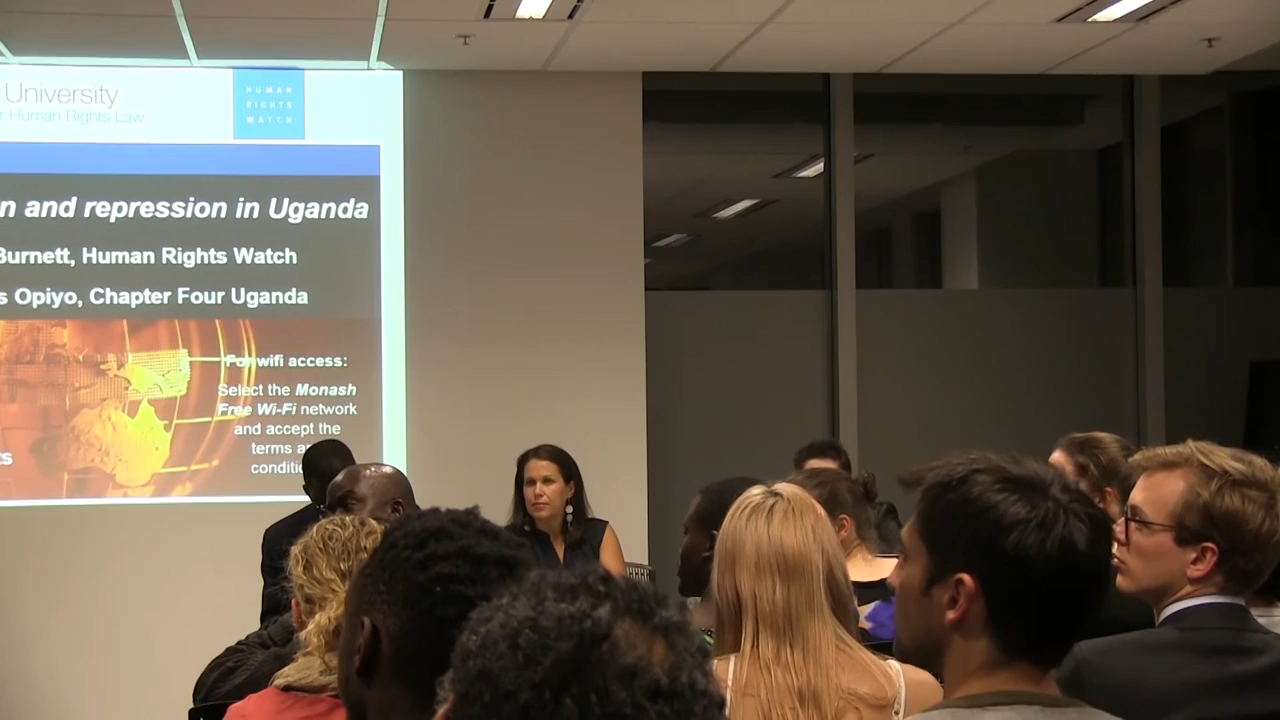 University
Human Rights Law
HUMAN
RIGHTS
WATCH
and repression in Uganda
Burnett, Human Rights Watch
Opiyo, Chapter Four Uganda
For wifi access:
Select the Monash
Free Wi-Fi network
and accept the
terms